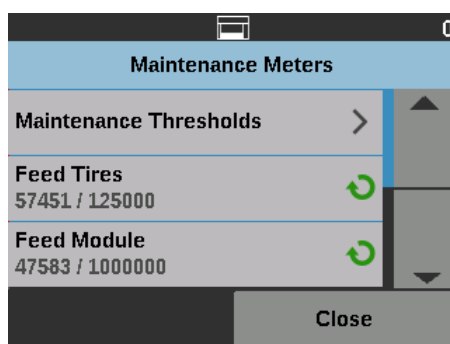 Maintenance Meters
Maintenance Thresholds
Feed Tires
57451 / 125000
Feed Module
47583 / 1000000
Close